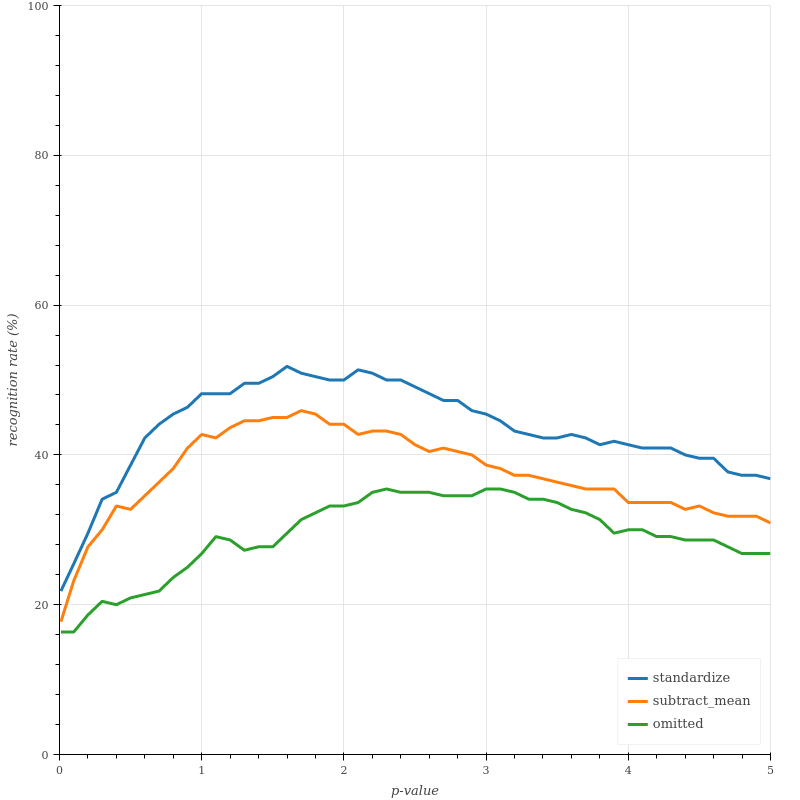 100
80
60
40
20
0
recognition rate (%)
0 1 2 3 4 5
p-value
standardize
subtract_mean
omitted